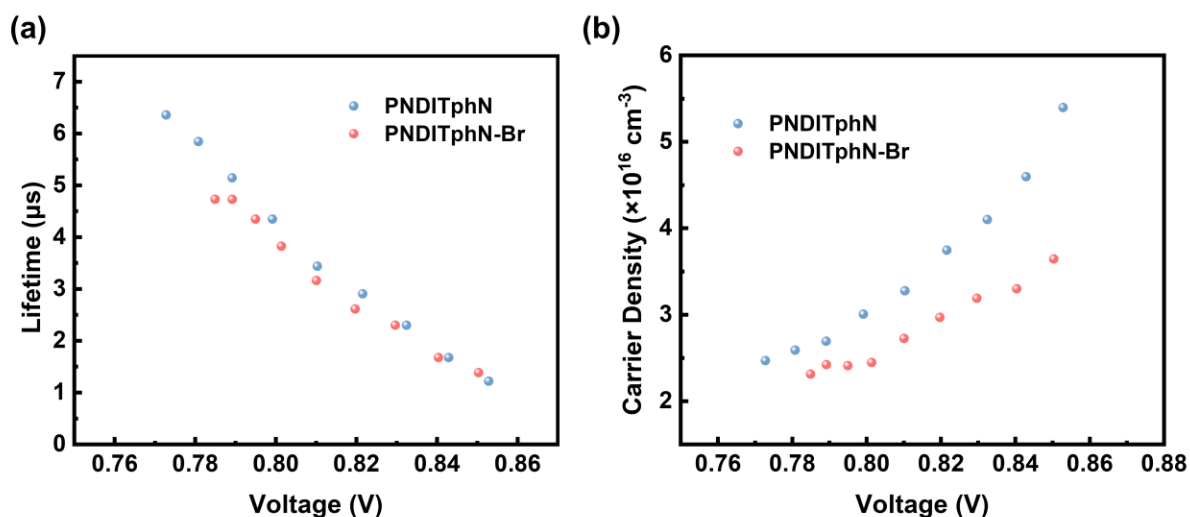 (a)
7
6
5
4
3
2
1
0
Lifetime (μs)
PNDITphN
PNDITphN-Br
0.76 0.78 0.80 0.82 0.84 0.86
Voltage (V)
(b)
6
5
4
3
2
Carrier Density (×10¹⁶ cm⁻³)
PNDITphN
PNDITphN-Br
0.76 0.78 0.80 0.82 0.84 0.86 0.88
Voltage (V)